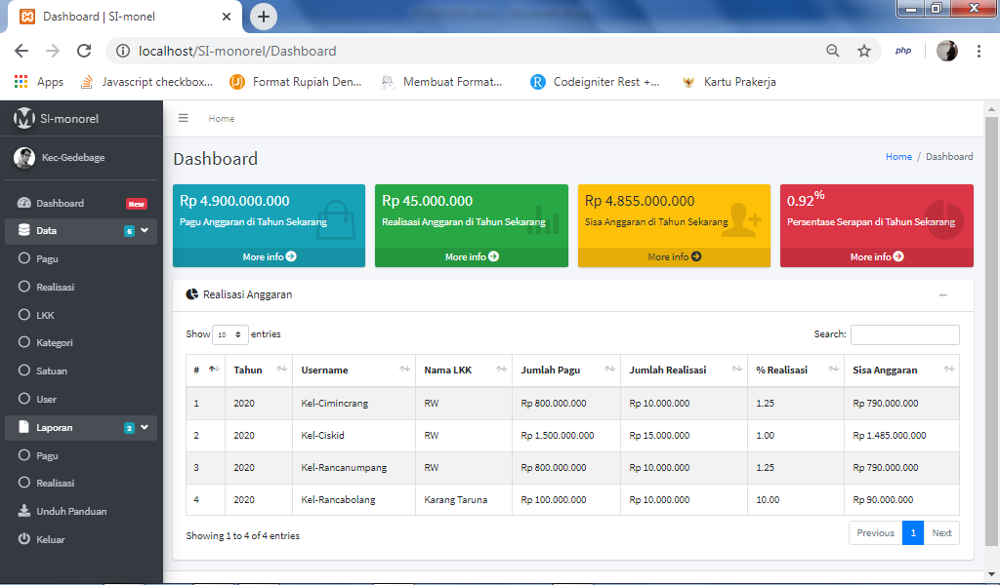 Dashboard | SI-monel
localhost/SI-monorel/Dashboard
php
Apps
Javascript checkbox...
Format Rupiah Den...
Membuat Format...
Codeigniter Rest +...
Kartu Prakerja
SI-monorel
Home
Kec-Gedebage
Dashboard
Home / Dashboard
Dashboard New
Data 6
Pagu
Realisasi
LKK
Kategori
Satuan
User
Laporan 2
Pagu
Realisasi
Unduh Panduan
Keluar
Rp 4.900.000.000
Pagu Anggaran di Tahun Sekarang
More info
Rp 45.000.000
Realisasi Anggaran di Tahun Sekarang
More info
Rp 4.855.000.000
Sisa Anggaran di Tahun Sekarang
More info
0.92%
Persentase Serapan di Tahun Sekarang
More info
Realisasi Anggaran
Show 10 entries
Search:
# Tahun Username Nama LKK Jumlah Pagu Jumlah Realisasi % Realisasi Sisa Anggaran
1 2020 Kel-Cimincrang RW Rp 800.000.000 Rp 10.000.000 1.25 Rp 790.000.000
2 2020 Kel-Ciskid RW Rp 1.500.000.000 Rp 15.000.000 1.00 Rp 1.485.000.000
3 2020 Kel-Rancanumpang RW Rp 800.000.000 Rp 10.000.000 1.25 Rp 790.000.000
4 2020 Kel-Rancabolang Karang Taruna Rp 100.000.000 Rp 10.000.000 10.00 Rp 90.000.000
Showing 1 to 4 of 4 entries
Previous 1 Next